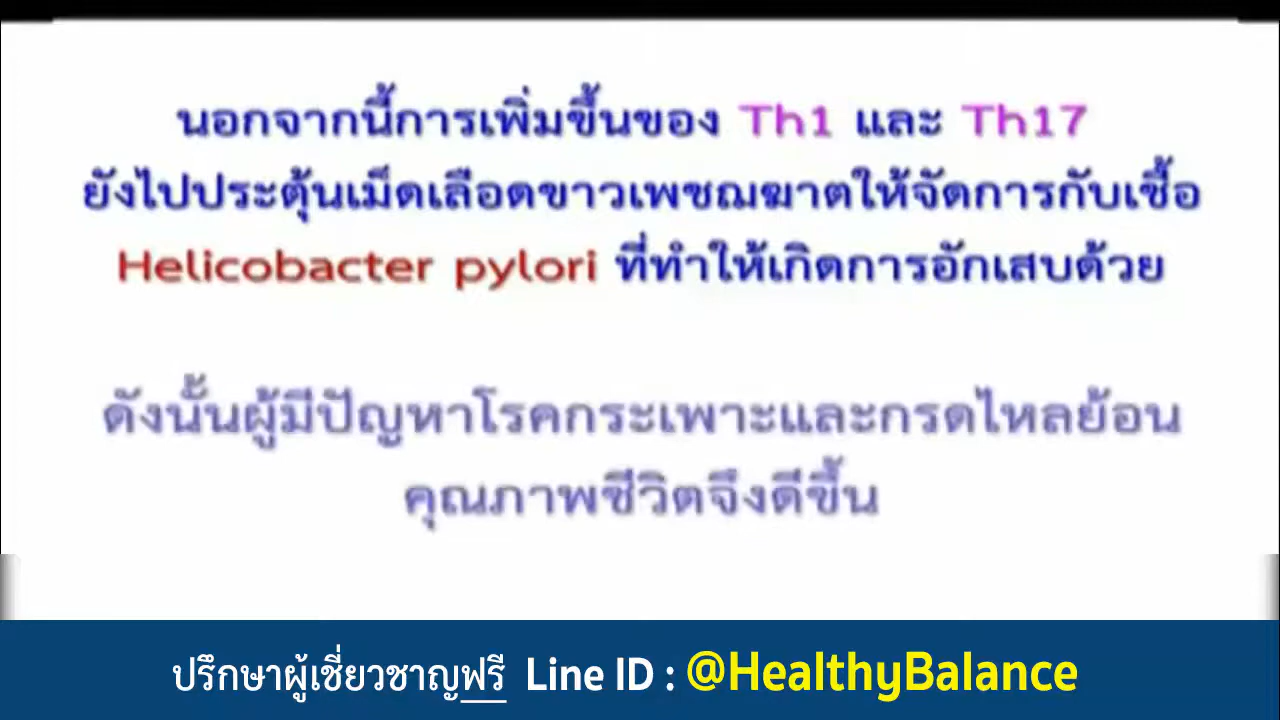 นอกจากนี้การเพิ่มขึ้นของ Th1 และ Th17
ยังไปประตุ้นเม็ดเลือดขาวเพชฌฆาตให้จัดการกับเชื้อ
Helicobacter pylori ที่ทำให้เกิดการอักเสบด้วย
ดังนั้นผู้มีปัญหาโรคกระเพาะและกรดไหลย้อน
คุณภาพชีวิตจึงดีขึ้น
ปรึกษาผู้เชี่ยวชาญฟรี Line ID : @HealthyBalance